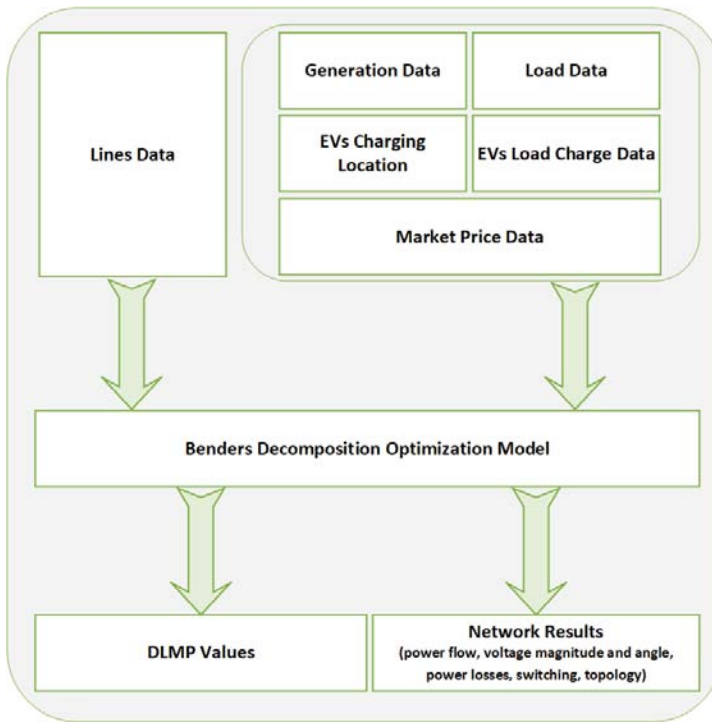 Lines Data
Generation Data
Load Data
EVs Charging
Location
EVs Load Charge Data
Market Price Data
Benders Decomposition Optimization Model
DLMP Values
Network Results
(power flow, voltage magnitude and angle,
power losses, switching, topology)